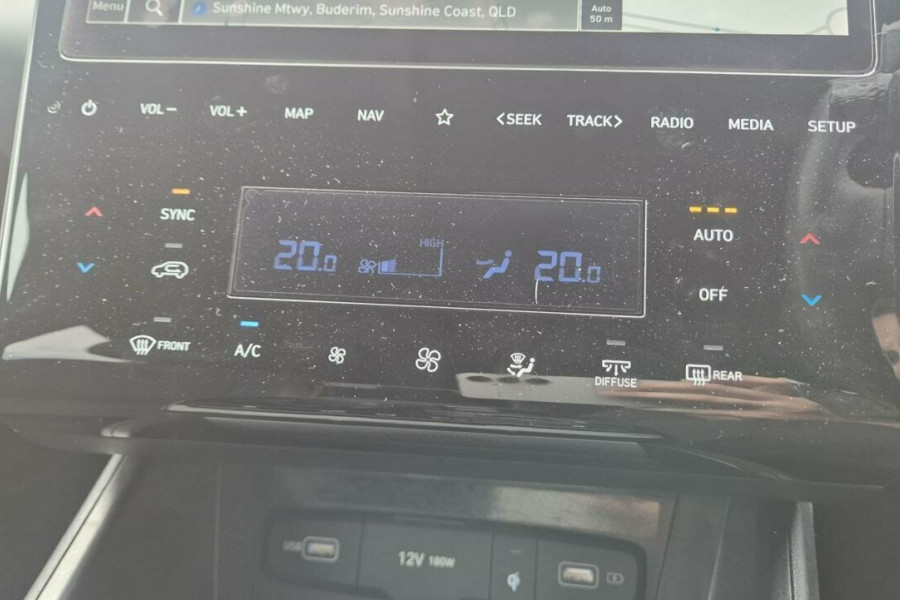 Menu
Sunshine Mtwy, Buderim, Sunshine Coast, QLD
Auto
50 m
VOL-
VOL+
MAP
NAV
<SEEK
TRACK>
RADIO
MEDIA
SETUP
SYNC
AUTO
HIGH
20.0
20.0
OFF
FRONT
A/C
DIFFUSE
REAR
USB
12V 180W